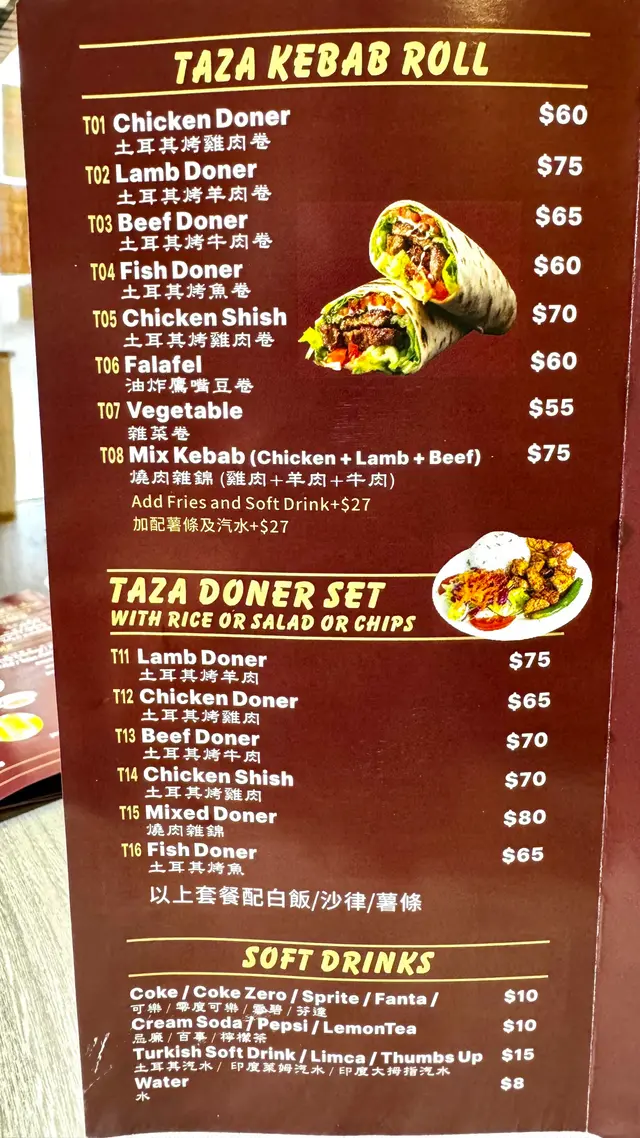 TAZA KEBAB ROLL
T01 Chicken Doner $60
土耳其烤雞肉卷
T02 Lamb Doner $75
土耳其烤羊肉卷
T03 Beef Doner $65
土耳其烤牛肉卷
T04 Fish Doner $60
土耳其烤魚卷
T05 Chicken Shish $70
土耳其烤雞肉卷
T06 Falafel $60
油炸鷹嘴豆卷
T07 Vegetable $55
雜菜卷
T08 Mix Kebab (Chicken + Lamb + Beef) $75
燒肉雜錦 (雞肉+羊肉+牛肉)
Add Fries and Soft Drink+$27
加配薯條及汽水+$27
TAZA DONER SET
WITH RICE OR SALAD OR CHIPS
T11 Lamb Doner $75
土耳其烤羊肉
T12 Chicken Doner $65
土耳其烤雞肉
T13 Beef Doner $70
土耳其烤牛肉
T14 Chicken Shish $70
土耳其烤雞肉
T15 Mixed Doner $80
燒肉雜錦
T16 Fish Doner $65
土耳其烤魚
以上套餐配白飯/沙律/薯條
SOFT DRINKS
Coke / Coke Zero / Sprite / Fanta / $10
可樂 / 零度可樂 / 雪碧 / 芬達
Cream Soda / Pepsi / LemonTea $10
忌廉 / 百事 / 檸檬茶
Turkish Soft Drink / Limca / Thumbs Up $15
土耳其汽水 / 印度萊姆汽水 / 印度大拇指汽水
Water $8
水